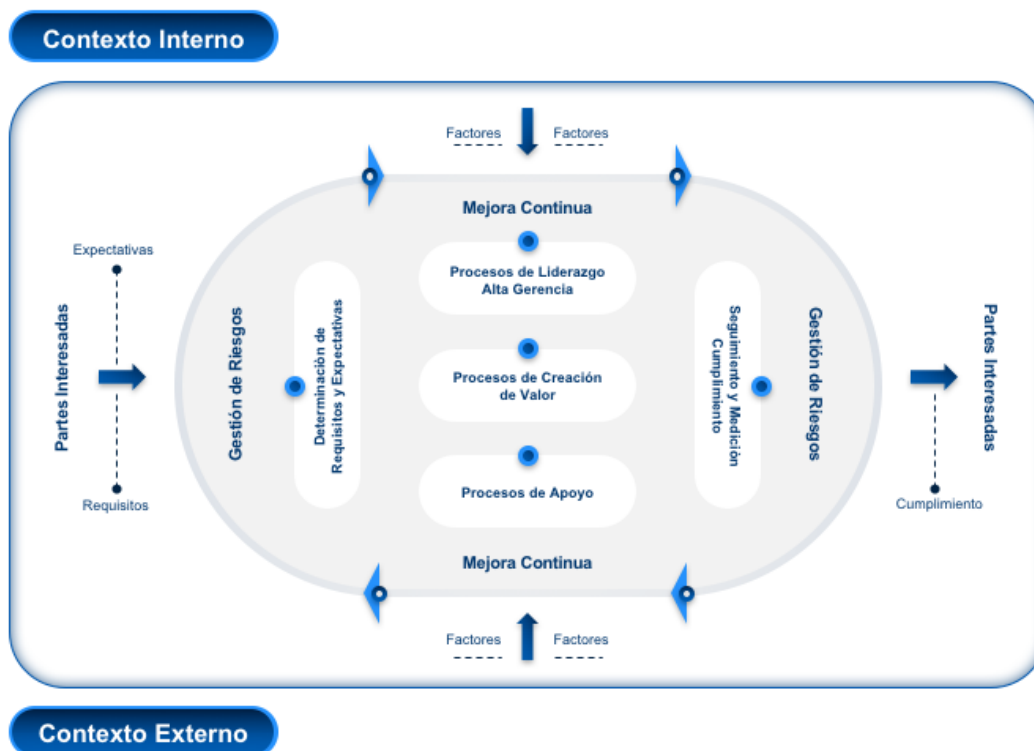 Contexto Interno
Factores
Factores
Mejora Continua
Expectativas
Partes Interesadas
Requisitos
Gestión de Riesgos
Determinación de
Requisitos y Expectativas
Procesos de Liderazgo
Alta Gerencia
Procesos de Creación
de Valor
Procesos de Apoyo
Seguimiento y Medición
Cumplimiento
Gestión de Riesgos
Partes Interesadas
Cumplimiento
Mejora Continua
Factores
Factores
Contexto Externo